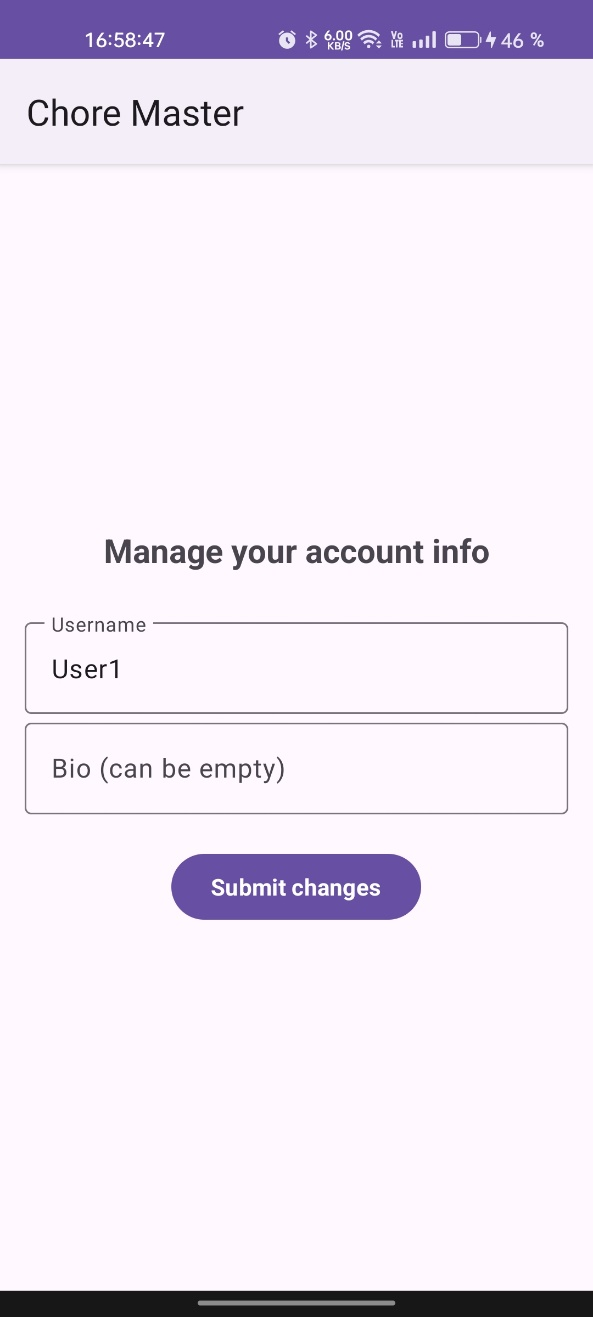 16:58:47 6.00 KB/S Vo LTE 46 %
Chore Master
Manage your account info
Username
User1
Bio (can be empty)
Submit changes